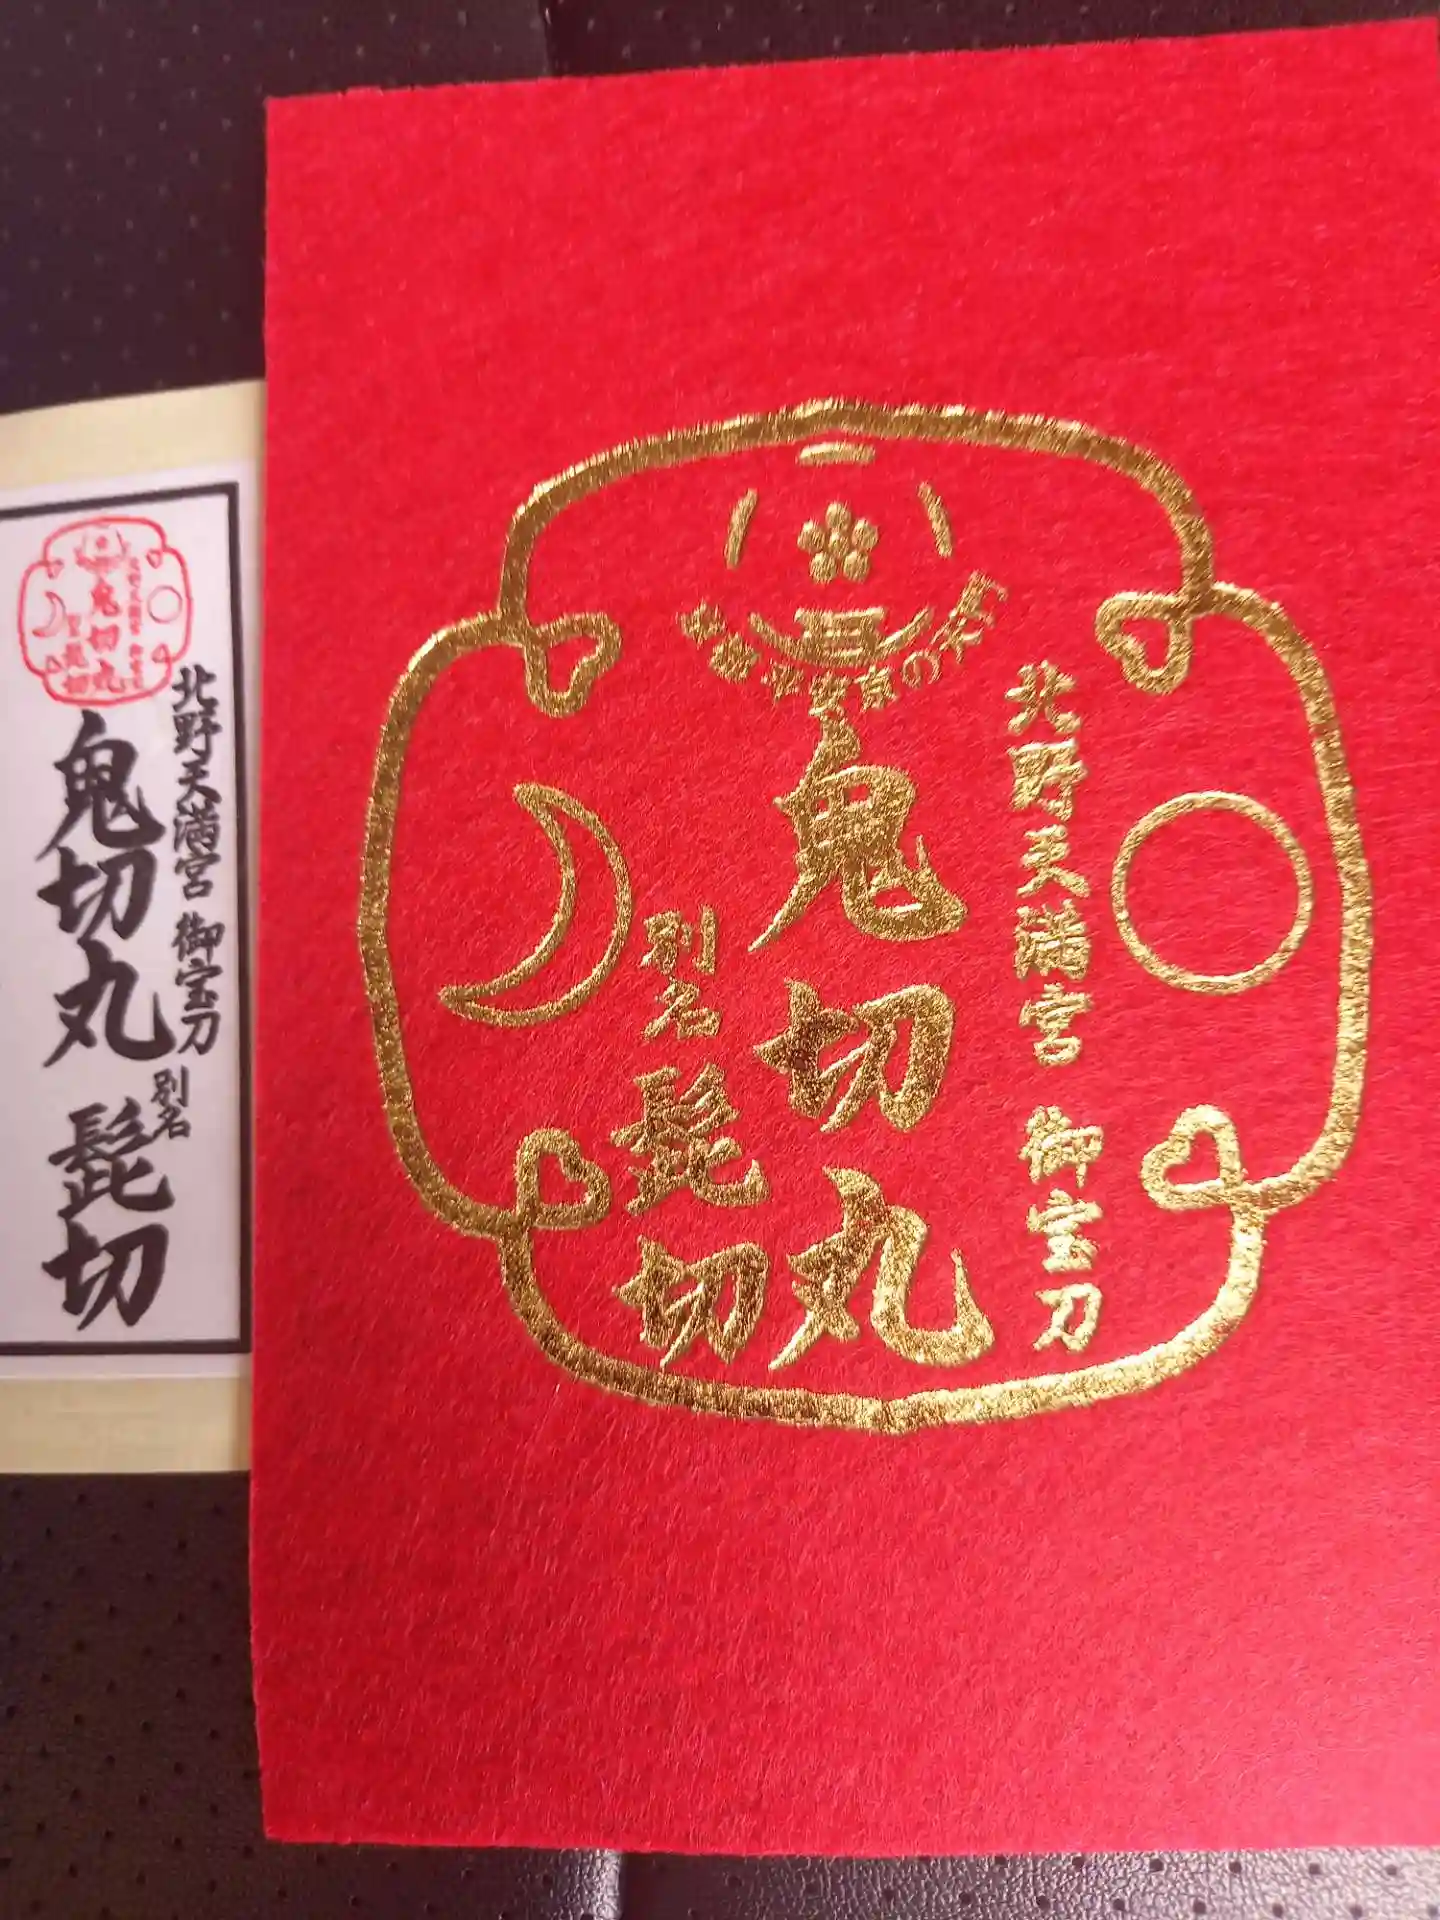 北野天満宮 御宝刀
鬼切丸
別名
髭切
北野天満宮 御宝刀
鬼切丸
別名
髭切